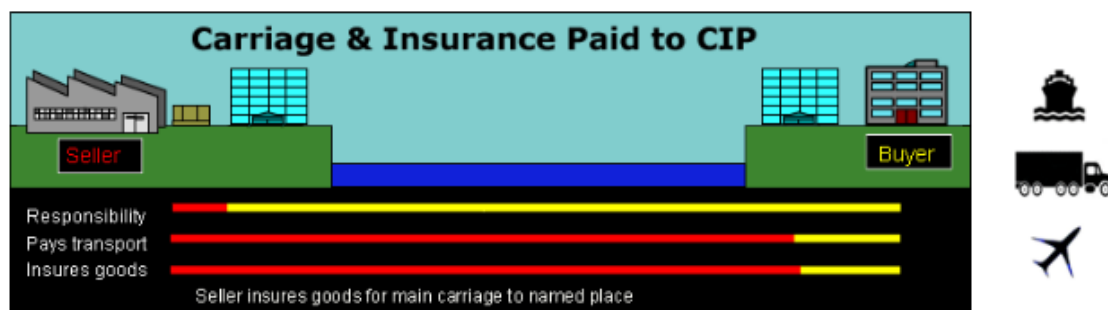 Carriage & Insurance Paid to CIP
Seller
Buyer
Responsibility
Pays transport
Insures goods
Seller insures goods for main carriage to named place